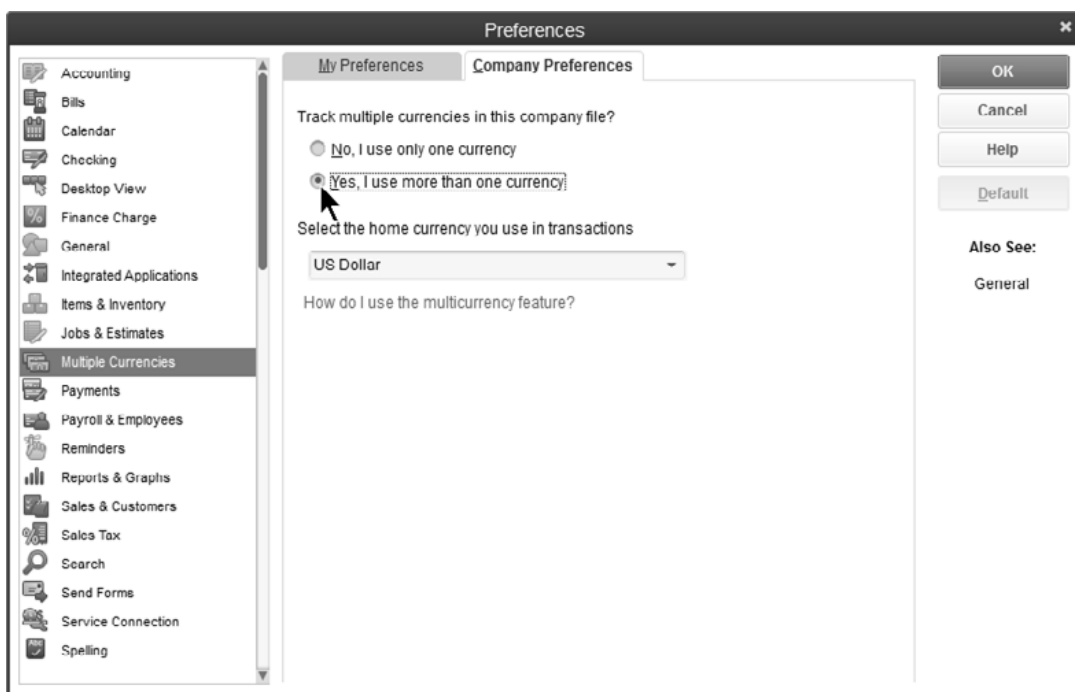 Preferences
Accounting
Bills
Calendar
Checking
Desktop View
Finance Charge
General
Integrated Applications
Items & Inventory
Jobs & Estimates
Multiple Currencies
Payments
Payroll & Employees
Reminders
Reports & Graphs
Sales & Customers
Sales Tax
Search
Send Forms
Service Connection
Spelling
My Preferences
Company Preferences
Track multiple currencies in this company file?
No, I use only one currency
Yes, I use more than one currency
Select the home currency you use in transactions
US Dollar
How do I use the multicurrency feature?
OK
Cancel
Help
Default
Also See:
General